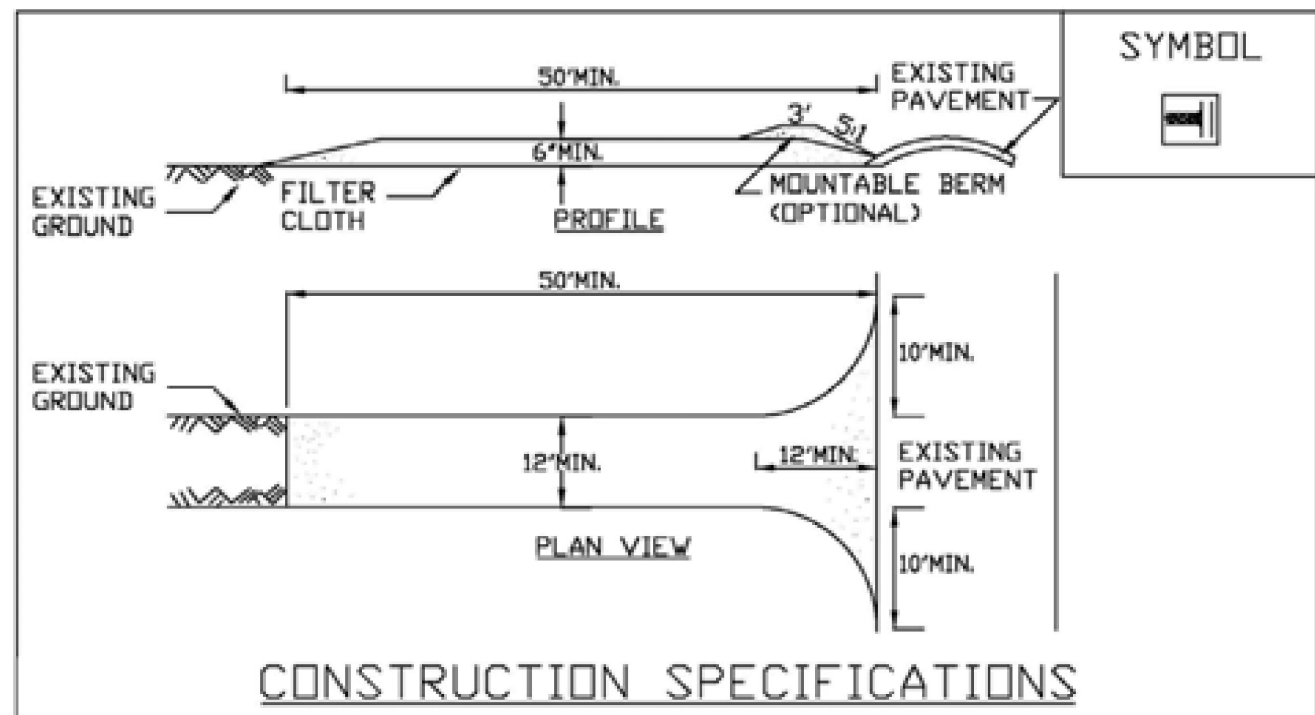 SYMBOL
50'MIN.
EXISTING
PAVEMENT
3'
5:1
6"MIN.
EXISTING
GROUND
FILTER
CLOTH
PROFILE
MOUNTABLE BERM
(OPTIONAL)
50'MIN.
10'MIN.
EXISTING
GROUND
12'MIN.
12'MIN.
EXISTING
PAVEMENT
PLAN VIEW
10'MIN.
CONSTRUCTION SPECIFICATIONS